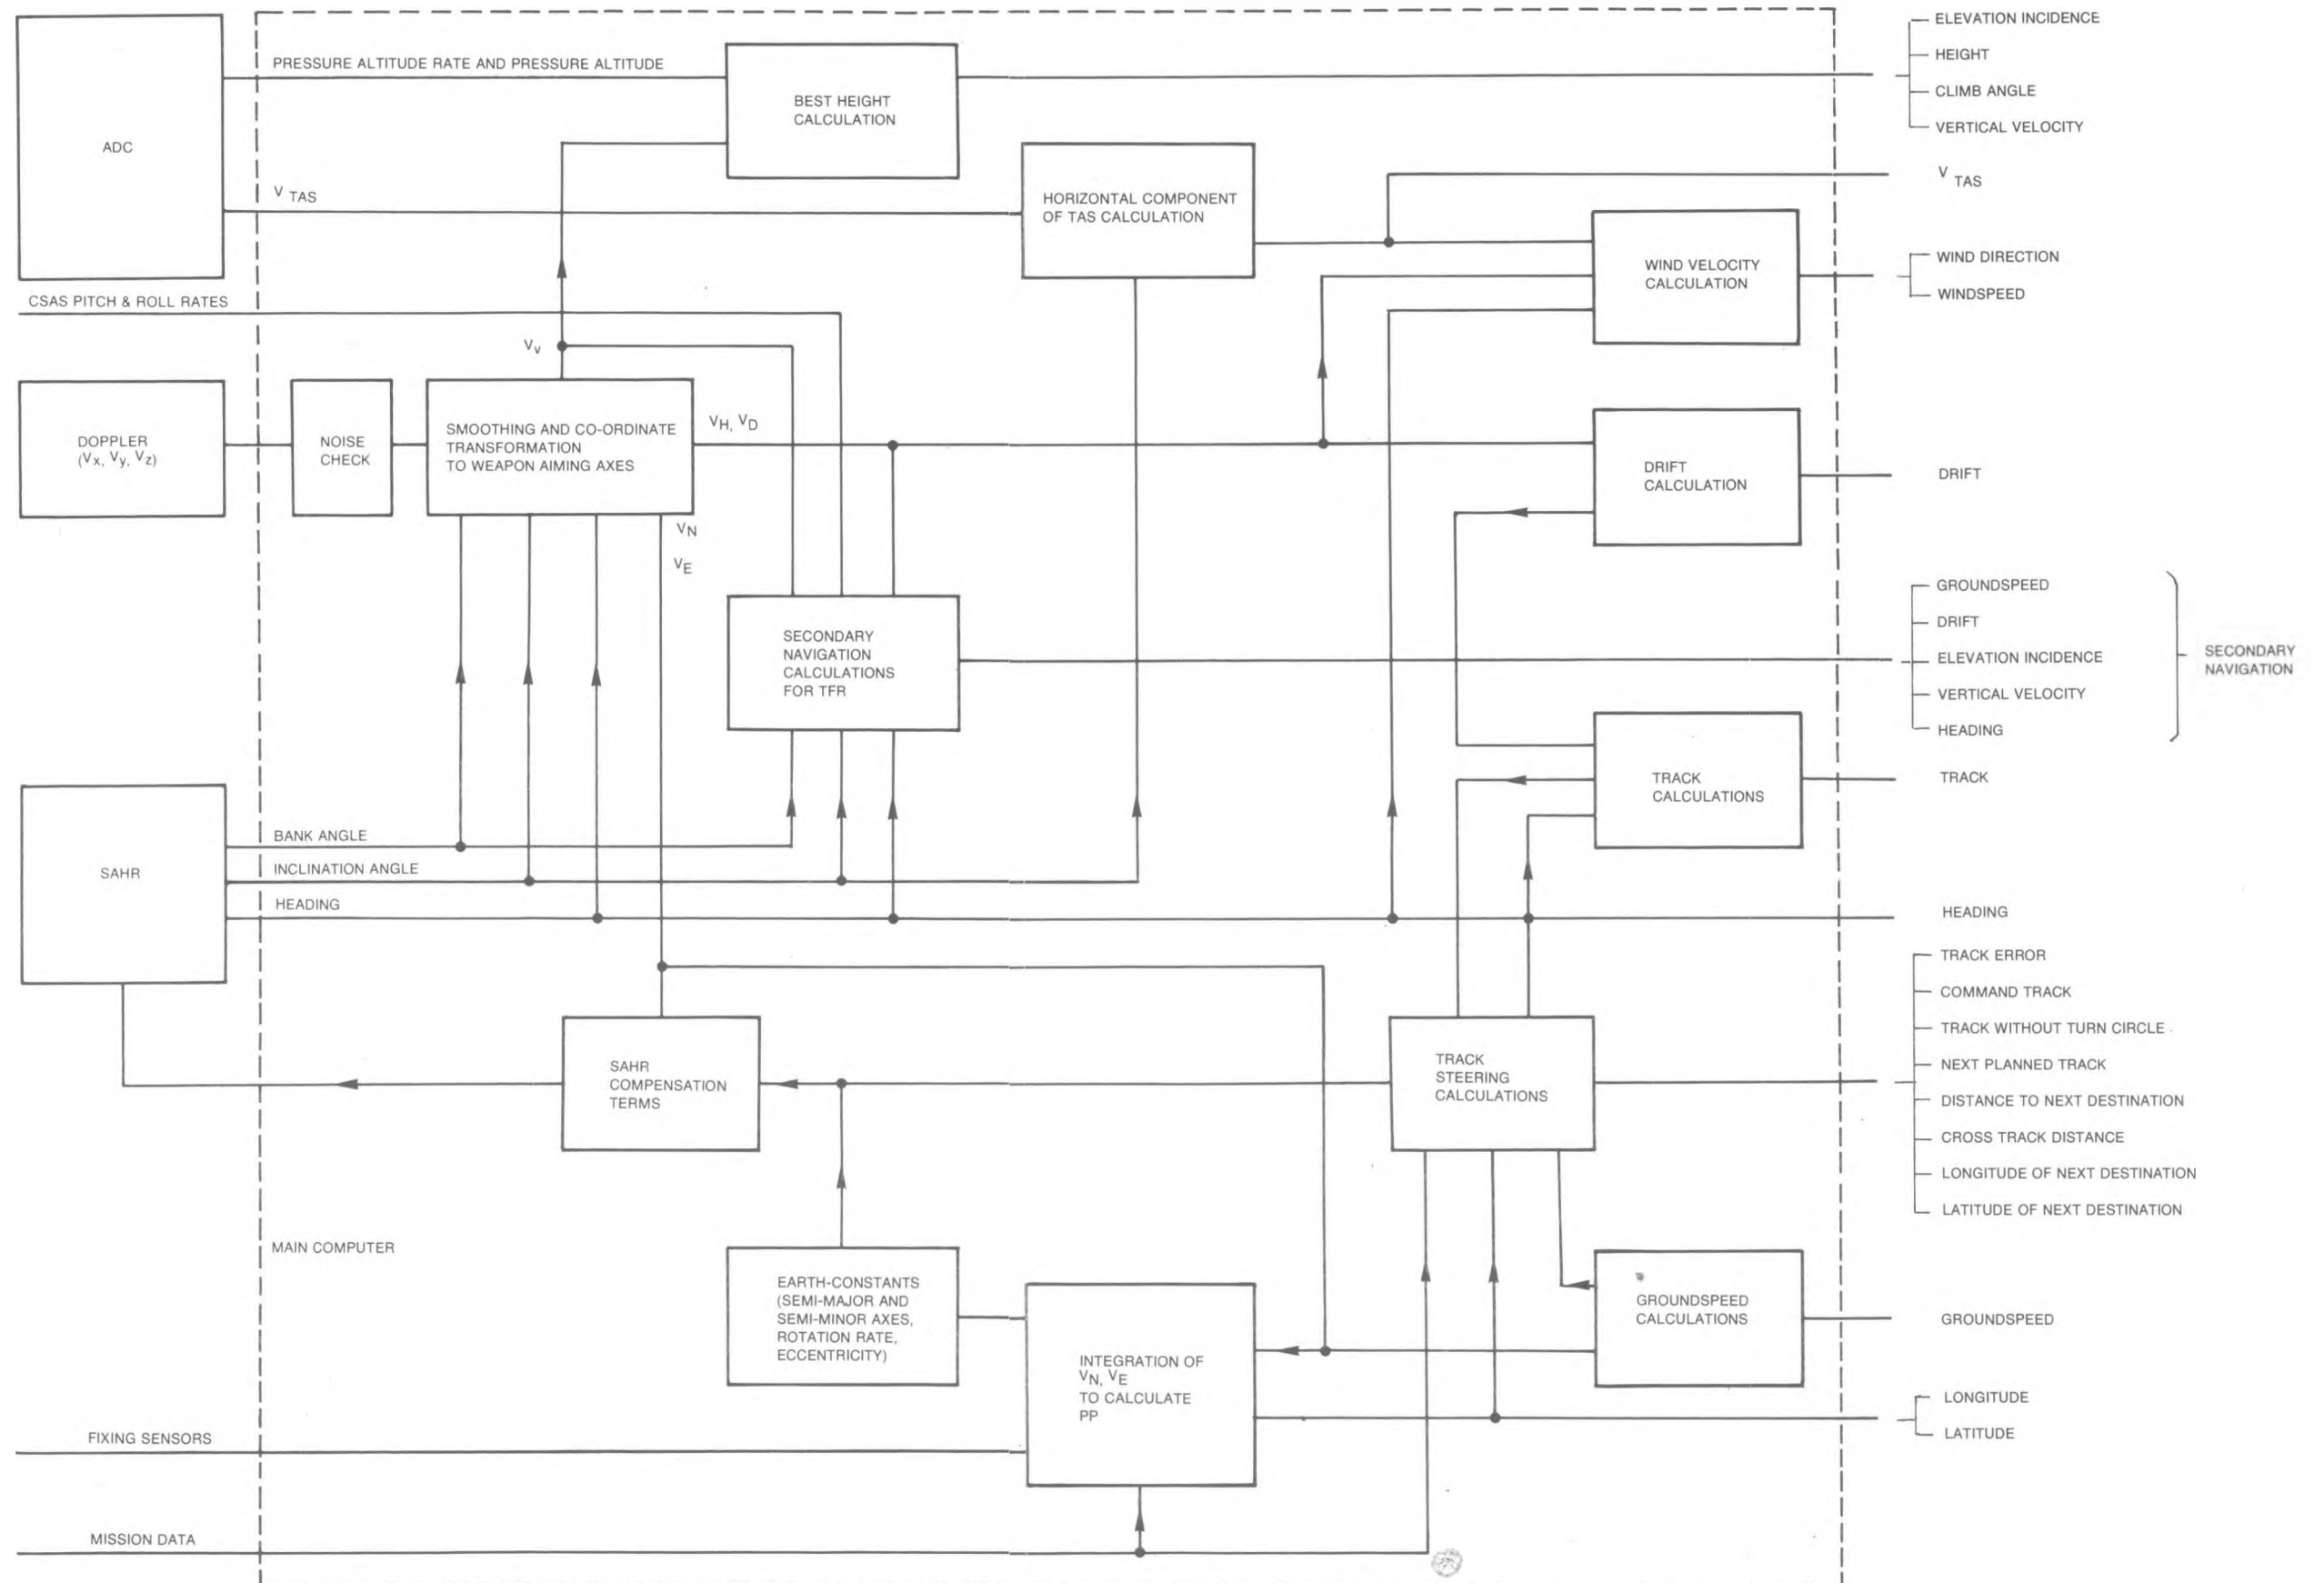 ADC
PRESSURE ALTITUDE RATE AND PRESSURE ALTITUDE
V TAS
BEST HEIGHT
CALCULATION
HORIZONTAL COMPONENT
OF TAS CALCULATION
WIND VELOCITY
CALCULATION
ELEVATION INCIDENCE
HEIGHT
CLIMB ANGLE
VERTICAL VELOCITY
V TAS
WIND DIRECTION
WINDSPEED
CSAS PITCH & ROLL RATES
VV
DOPPLER
(Vx, Vy, Vz)
NOISE
CHECK
SMOOTHING AND CO-ORDINATE
TRANSFORMATION
TO WEAPON AIMING AXES
VH, VD
VN
VE
DRIFT
CALCULATION
DRIFT
SECONDARY
NAVIGATION
CALCULATIONS
FOR TFR
GROUNDSPEED
DRIFT
ELEVATION INCIDENCE
VERTICAL VELOCITY
HEADING
SECONDARY
NAVIGATION
TRACK
CALCULATIONS
TRACK
SAHR
BANK ANGLE
INCLINATION ANGLE
HEADING
HEADING
SAHR
COMPENSATION
TERMS
TRACK
STEERING
CALCULATIONS
TRACK ERROR
COMMAND TRACK
TRACK WITHOUT TURN CIRCLE
NEXT PLANNED TRACK
DISTANCE TO NEXT DESTINATION
CROSS TRACK DISTANCE
LONGITUDE OF NEXT DESTINATION
LATITUDE OF NEXT DESTINATION
MAIN COMPUTER
EARTH-CONSTANTS
(SEMI-MAJOR AND
SEMI-MINOR AXES,
ROTATION RATE,
ECCENTRICITY)
INTEGRATION OF
VN, VE
TO CALCULATE
PP
GROUNDSPEED
CALCULATIONS
GROUNDSPEED
LONGITUDE
LATITUDE
FIXING SENSORS
MISSION DATA